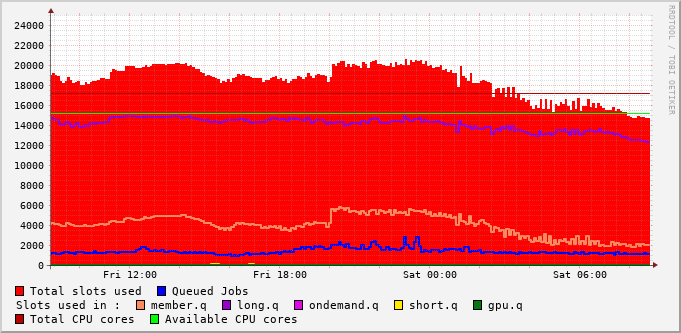 24000
22000
20000
18000
16000
14000
12000
10000
8000
6000
4000
2000
0
Fri 12:00 Fri 18:00 Sat 00:00 Sat 06:00
RRDTOOL / TOBI OETIKER
Total slots used Queued Jobs
Slots used in : member.q long.q ondemand.q short.q gpu.q
Total CPU cores Available CPU cores